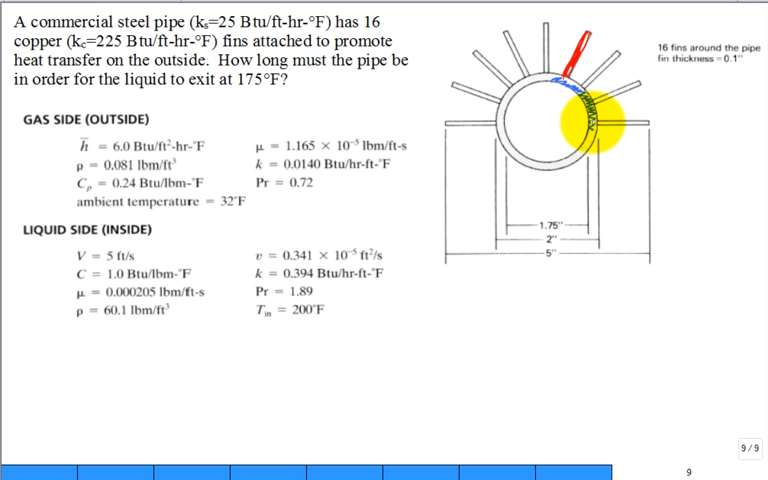 A commercial steel pipe (kₛ=25 Btu/ft-hr-°F) has 16
copper (k꜀=225 Btu/ft-hr-°F) fins attached to promote
heat transfer on the outside. How long must the pipe be
in order for the liquid to exit at 175°F?
16 fins around the pipe
fin thickness = 0.1"
GAS SIDE (OUTSIDE)
h̅ = 6.0 Btu/ft²-hr-°F
μ = 1.165 × 10⁻⁵ lbm/ft-s
ρ = 0.081 lbm/ft³
k = 0.0140 Btu/hr-ft-°F
Cₚ = 0.24 Btu/lbm-°F
Pr = 0.72
ambient temperature = 32°F
LIQUID SIDE (INSIDE)
1.75"
2"
5"
V = 5 ft/s
υ = 0.341 × 10⁻⁵ ft²/s
C = 1.0 Btu/lbm-°F
k = 0.394 Btu/hr-ft-°F
μ = 0.000205 lbm/ft-s
Pr = 1.89
ρ = 60.1 lbm/ft³
Tᵢₙ = 200°F
9/9
9